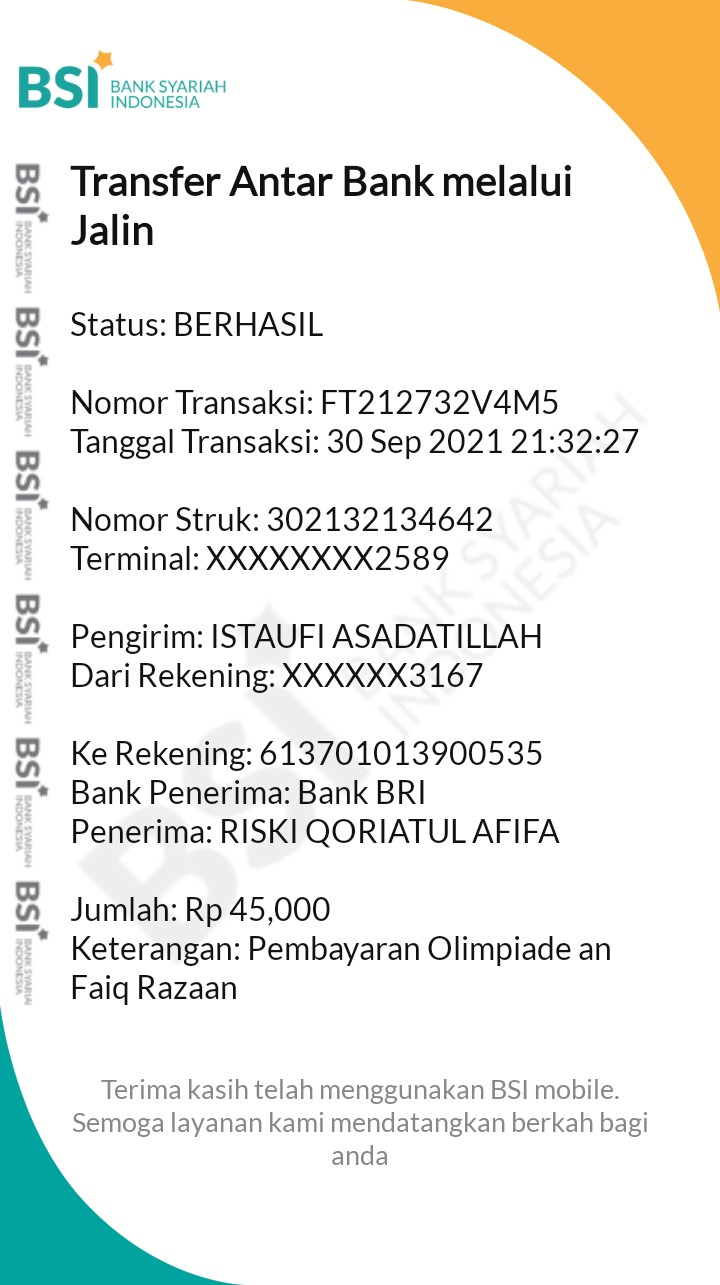 BSI BANK SYARIAH
INDONESIA
Transfer Antar Bank melalui
Jalin
Status: BERHASIL
Nomor Transaksi: FT212732V4M5
Tanggal Transaksi: 30 Sep 2021 21:32:27
Nomor Struk: 302132134642
Terminal: XXXXXXXX2589
Pengirim: ISTAUFI ASADATILLAH
Dari Rekening: XXXXXX3167
Ke Rekening: 613701013900535
Bank Penerima: Bank BRI
Penerima: RISKI QORIATUL AFIFA
Jumlah: Rp 45,000
Keterangan: Pembayaran Olimpiade an
Faiq Razaan
Terima kasih telah menggunakan BSI mobile.
Semoga layanan kami mendatangkan berkah bagi
anda
BSI BANK SYARIAH
INDONESIA
BSI BANK SYARIAH
INDONESIA
BSI BANK SYARIAH
INDONESIA
BSI BANK SYARIAH
INDONESIA
BSI BANK SYARIAH
INDONESIA
BSI BANK SYARIAH
INDONESIA
BSI BANK SYARIAH
INDONESIA